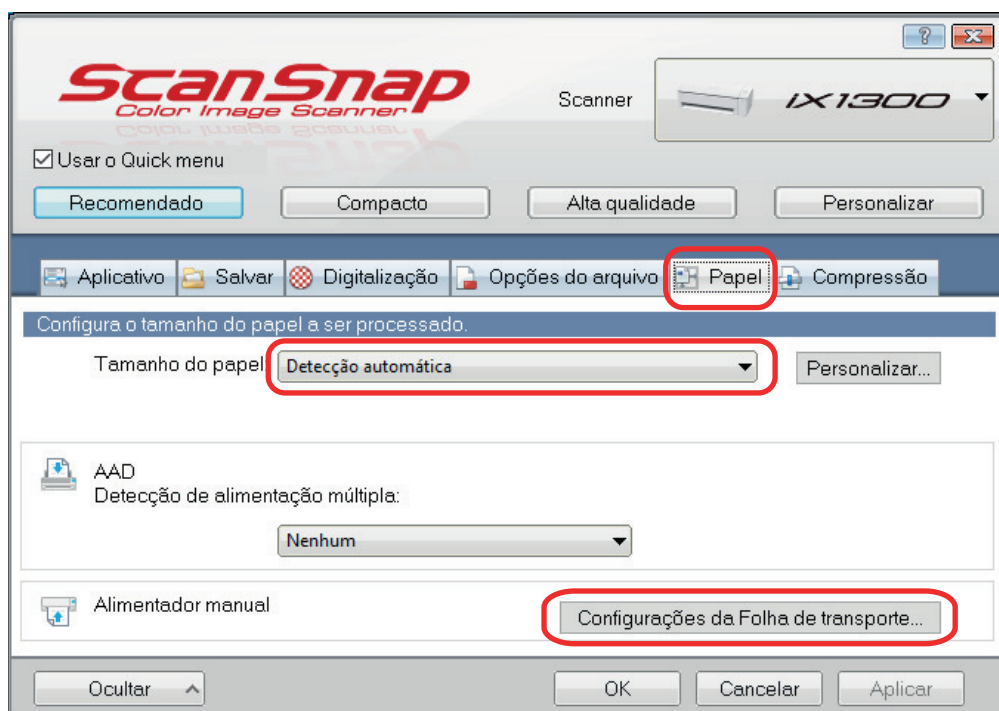 ?
ScanSnap
Color Image Scanner
Scanner
iX1300
Usar o Quick menu
Recomendado Compacto Alta qualidade Personalizar
Aplicativo Salvar Digitalização Opções do arquivo Papel Compressão
Configura o tamanho do papel a ser processado.
Tamanho do papel: Detecção automática Personalizar...
AAD
Detecção de alimentação múltipla:
Nenhum
Alimentador manual
Configurações da Folha de transporte...
Ocultar OK Cancelar Aplicar